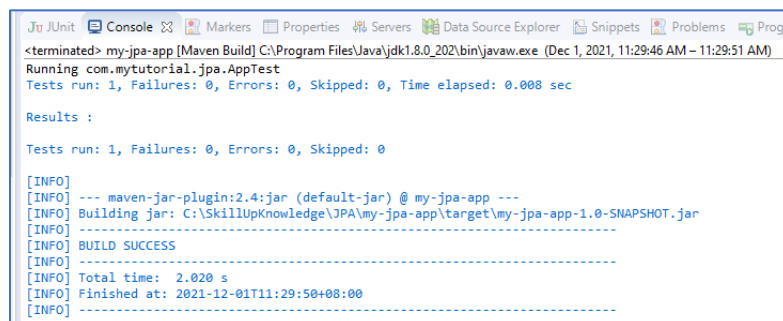 JUnit Console Markers Properties Servers Data Source Explorer Snippets Problems Prog
<terminated> my-jpa-app [Maven Build] C:\Program Files\Java\jdk1.8.0_202\bin\javaw.exe (Dec 1, 2021, 11:29:46 AM – 11:29:51 AM)
Running com.mytutorial.jpa.AppTest
Tests run: 1, Failures: 0, Errors: 0, Skipped: 0, Time elapsed: 0.008 sec
Results :
Tests run: 1, Failures: 0, Errors: 0, Skipped: 0
[INFO]
[INFO] --- maven-jar-plugin:2.4:jar (default-jar) @ my-jpa-app ---
[INFO] Building jar: C:\SkillUpKnowledge\JPA\my-jpa-app\target\my-jpa-app-1.0-SNAPSHOT.jar
[INFO] ------------------------------------------------------------------------
[INFO] BUILD SUCCESS
[INFO] ------------------------------------------------------------------------
[INFO] Total time:  2.020 s
[INFO] Finished at: 2021-12-01T11:29:50+08:00
[INFO] ------------------------------------------------------------------------